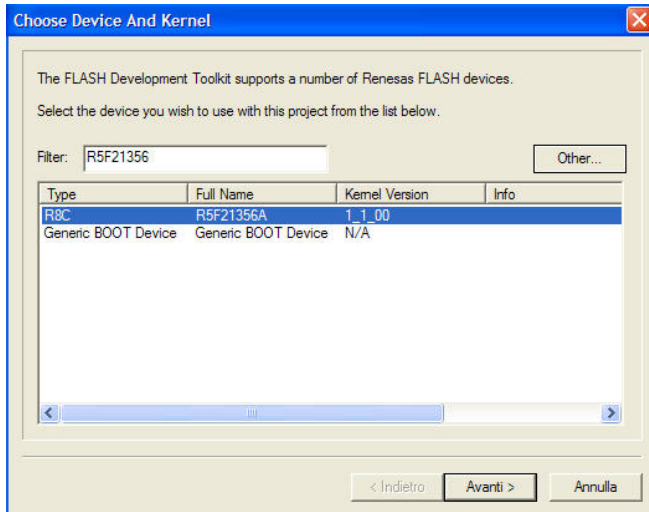 Choose Device And Kernel
The FLASH Development Toolkit supports a number of Renesas FLASH devices.
Select the device you wish to use with this project from the list below.
Filter: R5F21356 Other...
Type Full Name Kernel Version Info
R8C R5F21356A 1_1_00
Generic BOOT Device Generic BOOT Device N/A
< Indietro Avanti > Annulla